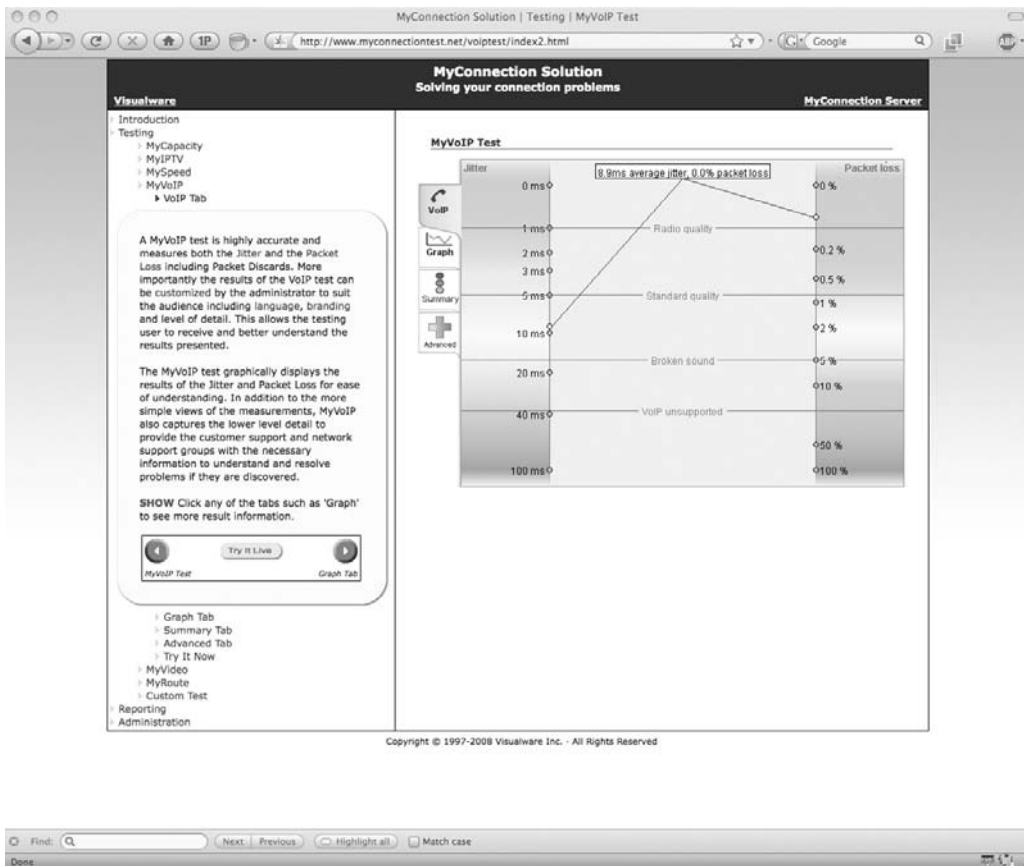 MyConnection Solution | Testing | MyVoIP Test
1P
http://www.myconnectiontest.net/voiptest/index2.html
Google
ABP
MyConnection Solution
Solving your connection problems
Visualware
MyConnection Server
Introduction
Testing
MyCapacity
MyIPTV
MySpeed
MyVoIP
VoIP Tab
A MyVoIP test is highly accurate and
measures both the Jitter and the Packet
Loss including Packet Discards. More
importantly the results of the VoIP test can
be customized by the administrator to suit
the audience including language, branding
and level of detail. This allows the testing
user to receive and better understand the
results presented.
The MyVoIP test graphically displays the
results of the Jitter and Packet Loss for ease
of understanding. In addition to the more
simple views of the measurements, MyVoIP
also captures the lower level detail to
provide the customer support and network
support groups with the necessary
information to understand and resolve
problems if they are discovered.
SHOW Click any of the tabs such as 'Graph'
to see more result information.
Try It Live
MyVoIP Test
Graph Tab
Graph Tab
Summary Tab
Advanced Tab
Try It Now
MyVideo
MyRoute
Custom Test
Reporting
Administration
MyVoIP Test
VoIP
Graph
Summary
Advanced
Jitter
8.9ms average jitter, 0.0% packet loss
Packet loss
0 ms
0 %
1 ms
Radio quality
2 ms
0.2 %
3 ms
0.5 %
5 ms
Standard quality
1 %
10 ms
2 %
Broken sound
5 %
20 ms
10 %
40 ms
VoIP unsupported
50 %
100 ms
100 %
Copyright © 1997-2008 Visualware Inc. - All Rights Reserved
Find:
Next
Previous
Highlight all
Match case
Done